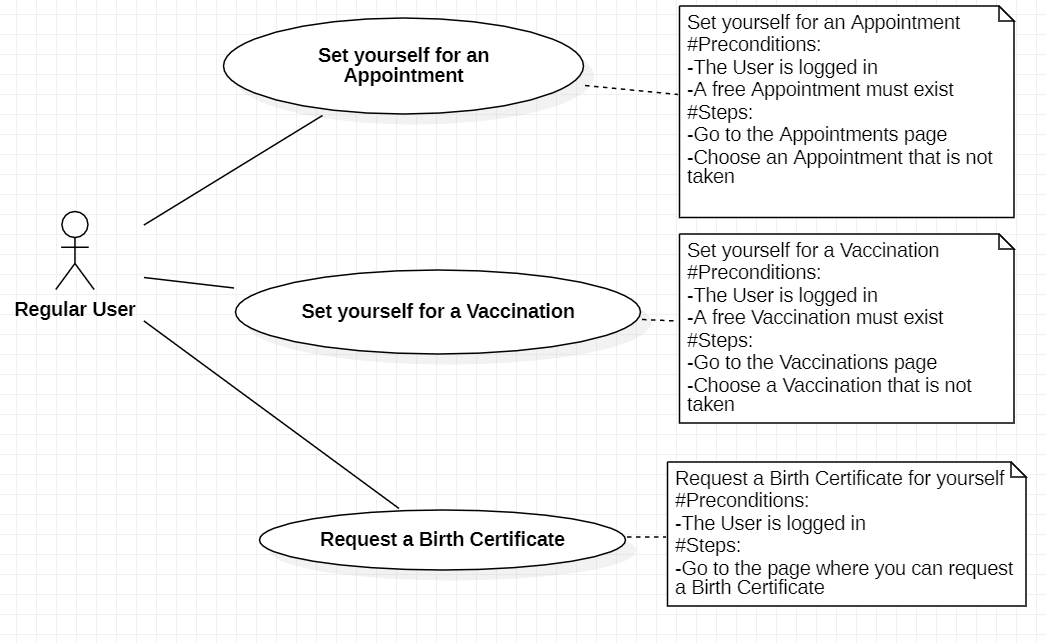 Set yourself for an
Appointment
Set yourself for an Appointment
#Preconditions:
-The User is logged in
-A free Appointment must exist
#Steps:
-Go to the Appointments page
-Choose an Appointment that is not
taken
Regular User
Set yourself for a Vaccination
Set yourself for a Vaccination
#Preconditions:
-The User is logged in
-A free Vaccination must exist
#Steps:
-Go to the Vaccinations page
-Choose a Vaccination that is not
taken
Request a Birth Certificate
Request a Birth Certificate for yourself
#Preconditions:
-The User is logged in
#Steps:
-Go to the page where you can request
a Birth Certificate